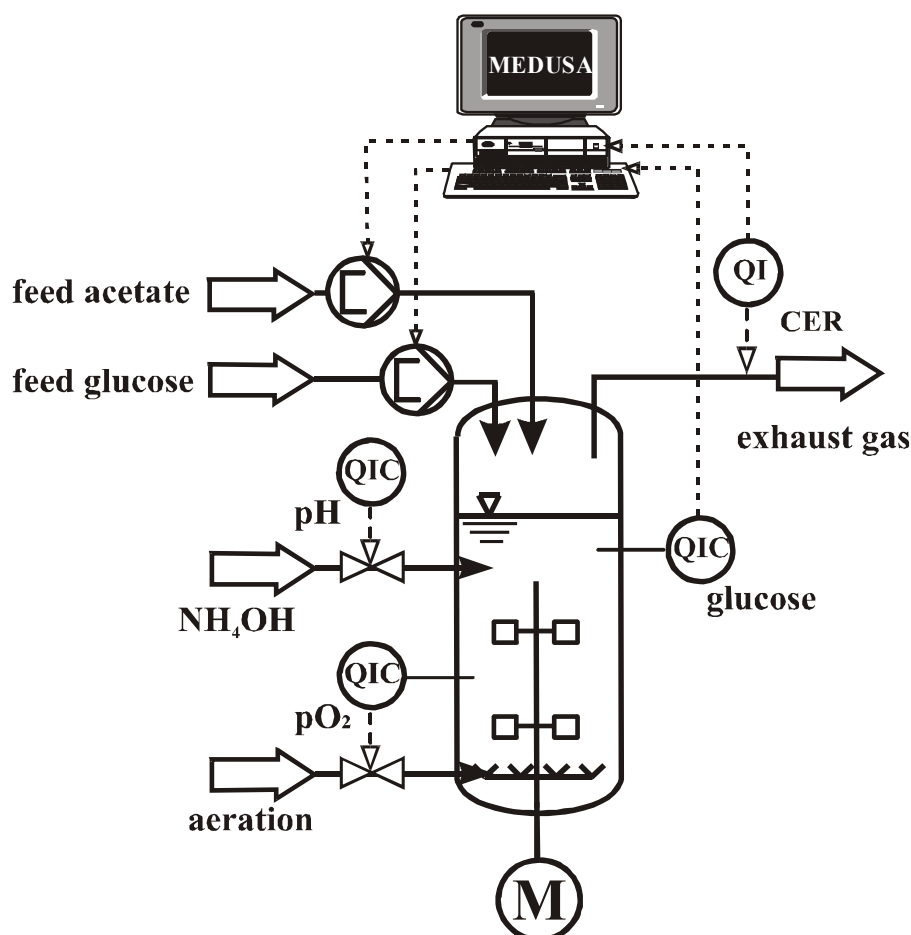 MEDUSA
feed acetate
QI
CER
feed glucose
exhaust gas
QIC
pH
QIC
glucose
NH₄OH
QIC
pO₂
aeration
M